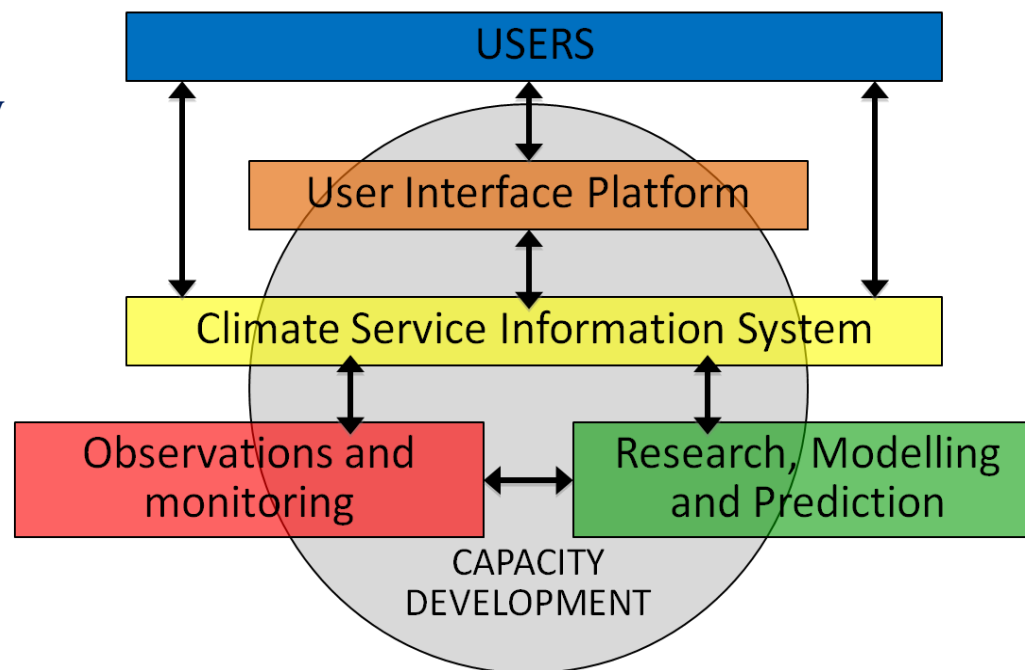 USERS
User Interface Platform
Climate Service Information System
Observations and
monitoring
Research, Modelling
and Prediction
CAPACITY
DEVELOPMENT